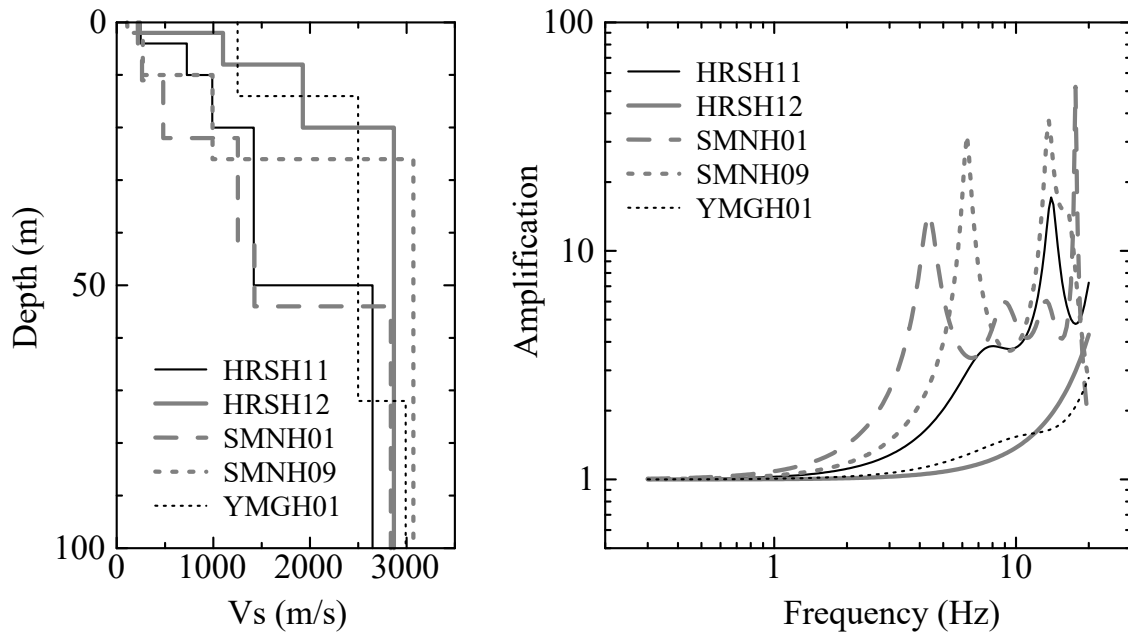 0
50
100
Depth (m)
0
1000
2000
3000
Vs (m/s)
HRSH11
HRSH12
SMNH01
SMNH09
YMGH01
100
10
1
Amplification
1
10
Frequency (Hz)
HRSH11
HRSH12
SMNH01
SMNH09
YMGH01